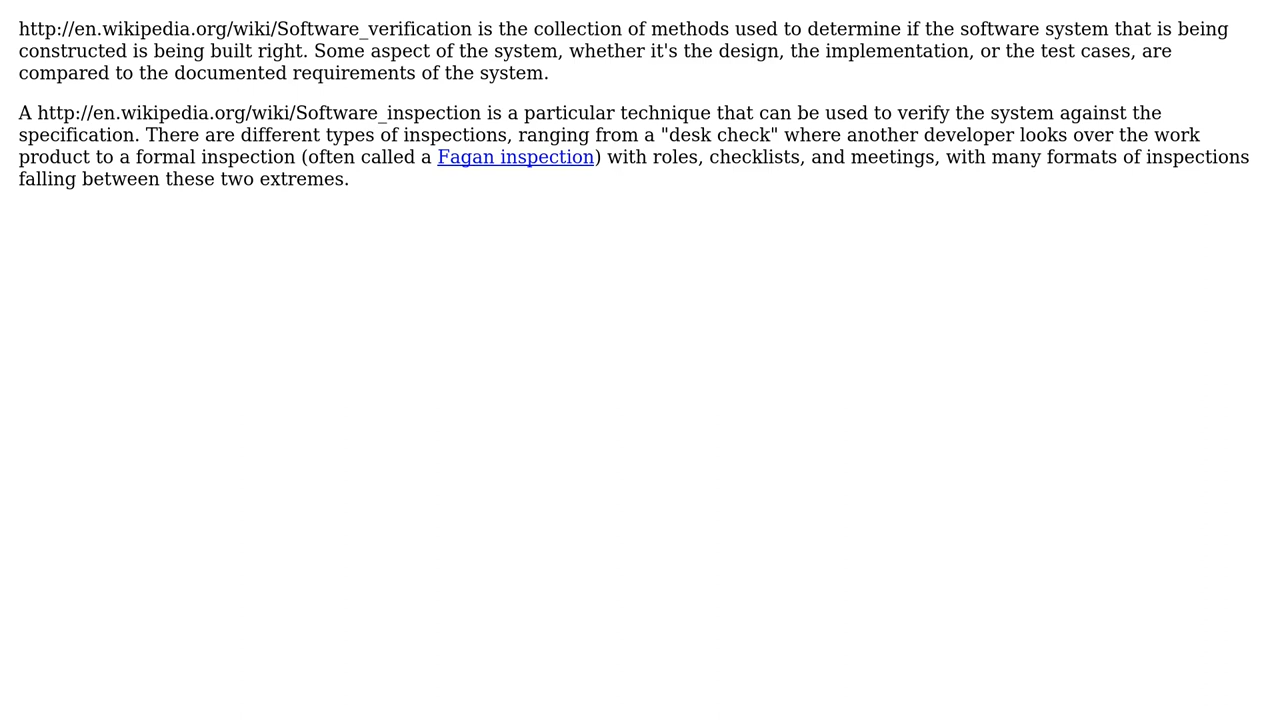 http://en.wikipedia.org/wiki/Software_verification is the collection of methods used to determine if the software system that is being
constructed is being built right. Some aspect of the system, whether it's the design, the implementation, or the test cases, are
compared to the documented requirements of the system.
A http://en.wikipedia.org/wiki/Software_inspection is a particular technique that can be used to verify the system against the
specification. There are different types of inspections, ranging from a "desk check" where another developer looks over the work
product to a formal inspection (often called a Fagan inspection) with roles, checklists, and meetings, with many formats of inspections
falling between these two extremes.